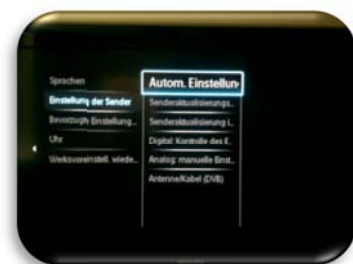 Sprachen
Einstellung der Sender
Bevorzugte Einstellung...
Uhr
Werksvoreinstell. wiede...
Autom. Einstellun
Senderaktualisierungs...
Senderaktualisierung i...
Digital: Kontrolle des E...
Analog: manuelle Einst...
Antenne/Kabel (DVB)